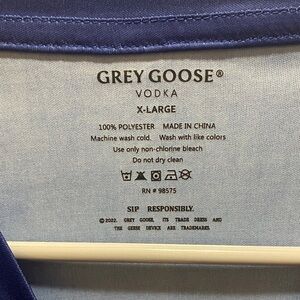 GREY GOOSE®
VODKA
X-LARGE
100% POLYESTER MADE IN CHINA
Machine wash cold. Wash with like colors
Use only non-chlorine bleach
Do not dry clean
RN # 98575
SIP RESPONSIBLY.
©2022. GREY GOOSE, ITS TRADE DRESS AND
THE GEESE DEVICE ARE TRADEMARKS.